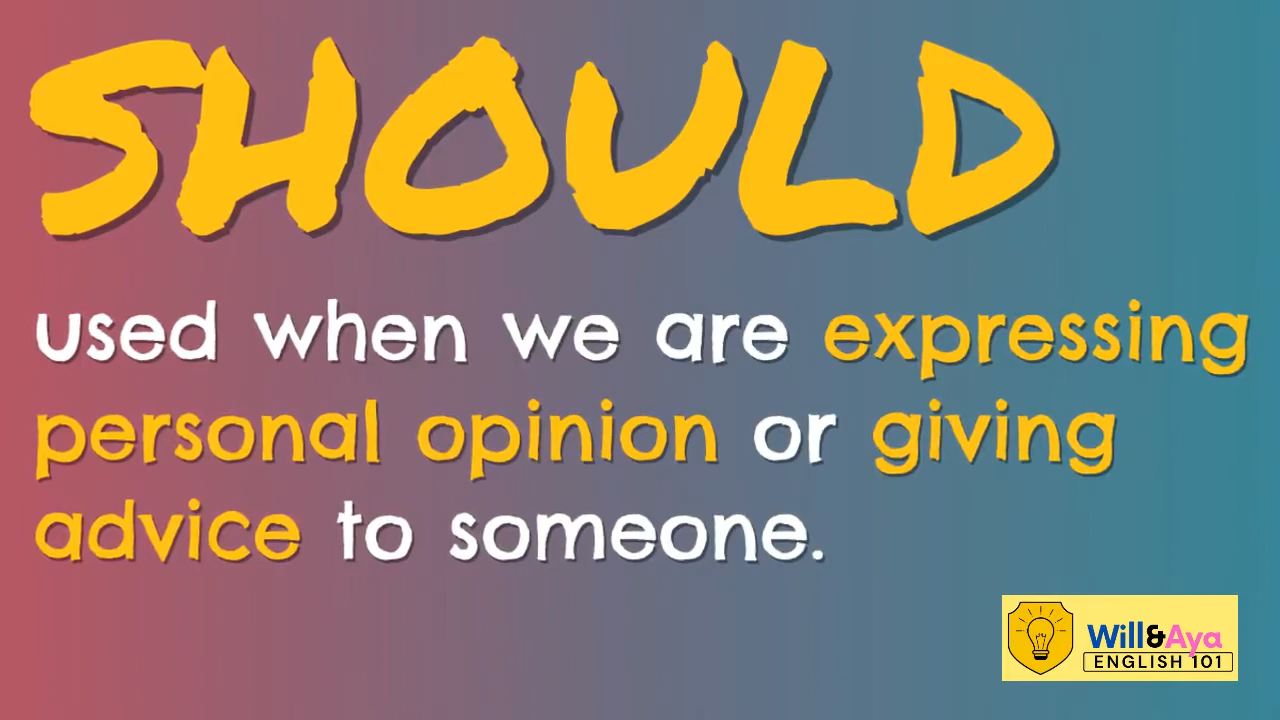 SHOULD
used when we are expressing
personal opinion or giving
advice to someone.
Will&Aya
ENGLISH 101